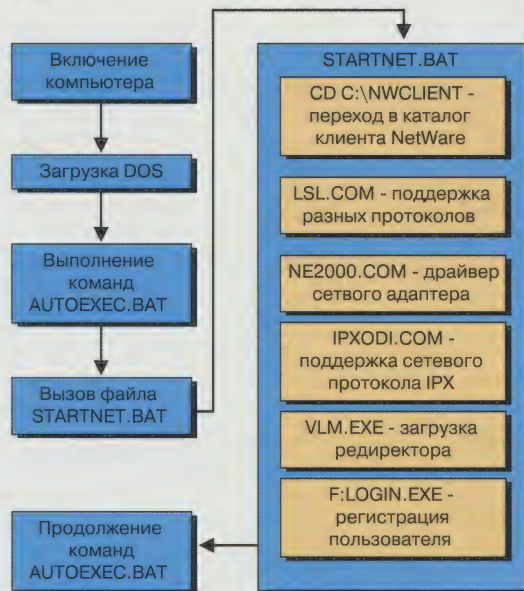 Включение
компьютера
Загрузка DOS
Выполнение
команд
AUTOEXEC.BAT
Вызов файла
STARTNET.BAT
Продолжение
команд
AUTOEXEC.BAT
STARTNET.BAT
CD C:\NWCLIENT -
переход в каталог
клиента NetWare
LSL.COM - поддержка
разных протоколов
NE2000.COM - драйвер
сетвого адаптера
IPXODI.COM -
поддержка сетевого
протокола IPX
VLM.EXE - загрузка
редиректора
F:LOGIN.EXE -
регистрация
пользователя